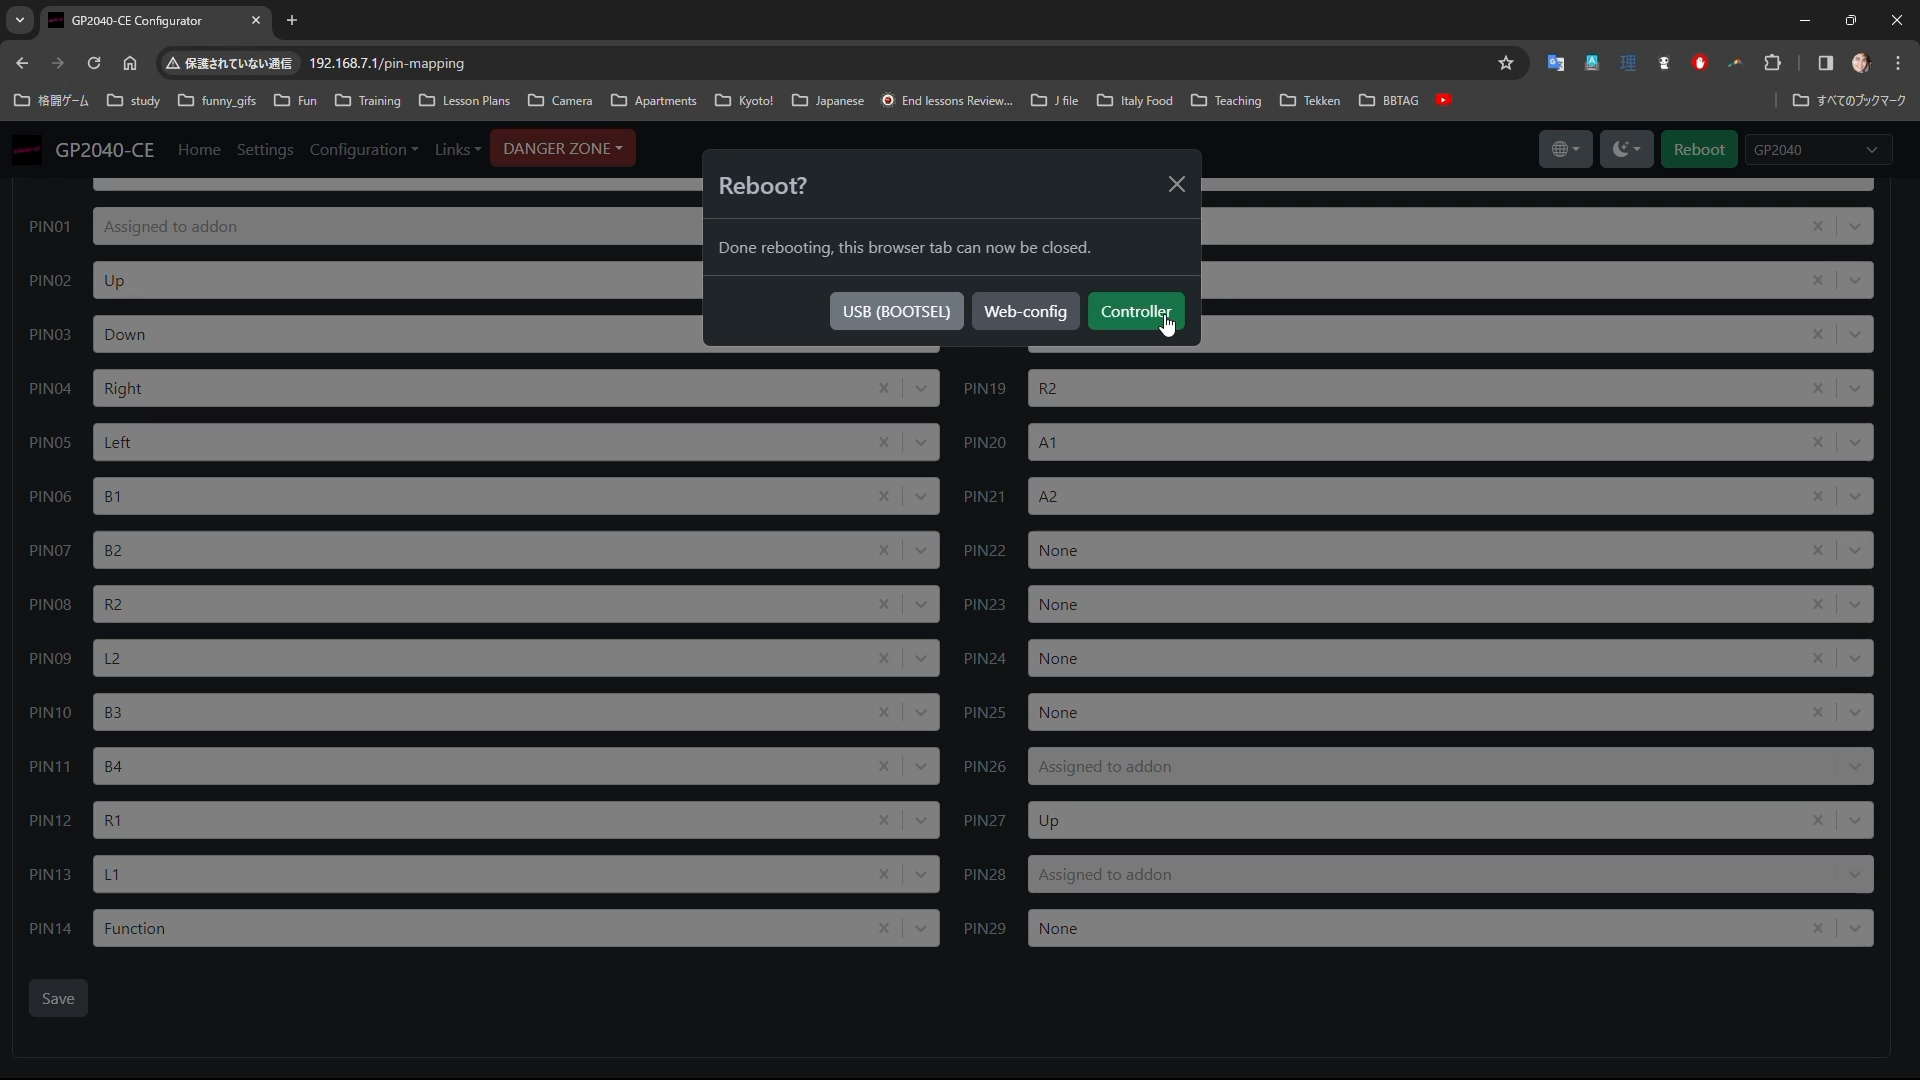 GP2040-CE Configurator
保護されていない通信 192.168.7.1/pin-mapping
格闘ゲーム study funny_gifs Fun Training Lesson Plans Camera Apartments Kyoto! Japanese End lessons Review... J file Italy Food Teaching Tekken BBTAG すべてのブックマーク
GP2040-CE Home Settings Configuration Links DANGER ZONE Reboot GP2040
Reboot?
Done rebooting, this browser tab can now be closed.
USB (BOOTSEL) Web-config Controller
PIN01 Assigned to addon
PIN02 Up
PIN03 Down
PIN04 Right PIN19 R2
PIN05 Left PIN20 A1
PIN06 B1 PIN21 A2
PIN07 B2 PIN22 None
PIN08 R2 PIN23 None
PIN09 L2 PIN24 None
PIN10 B3 PIN25 None
PIN11 B4 PIN26 Assigned to addon
PIN12 R1 PIN27 Up
PIN13 L1 PIN28 Assigned to addon
PIN14 Function PIN29 None
Save